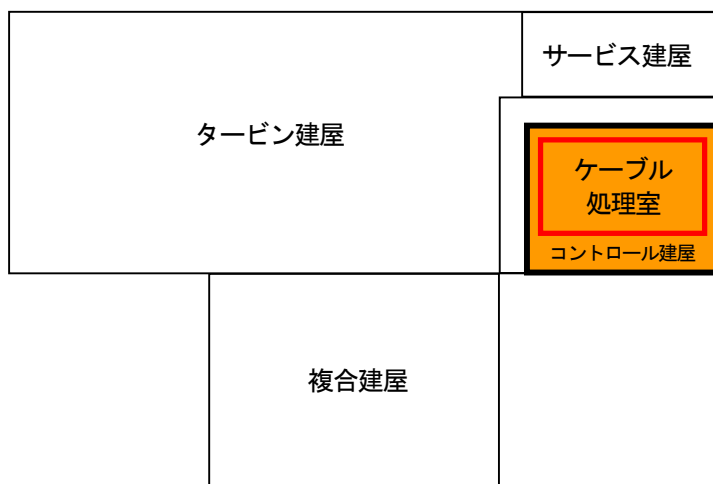 サービス建屋
タービン建屋
ケーブル
処理室
コントロール建屋
複合建屋